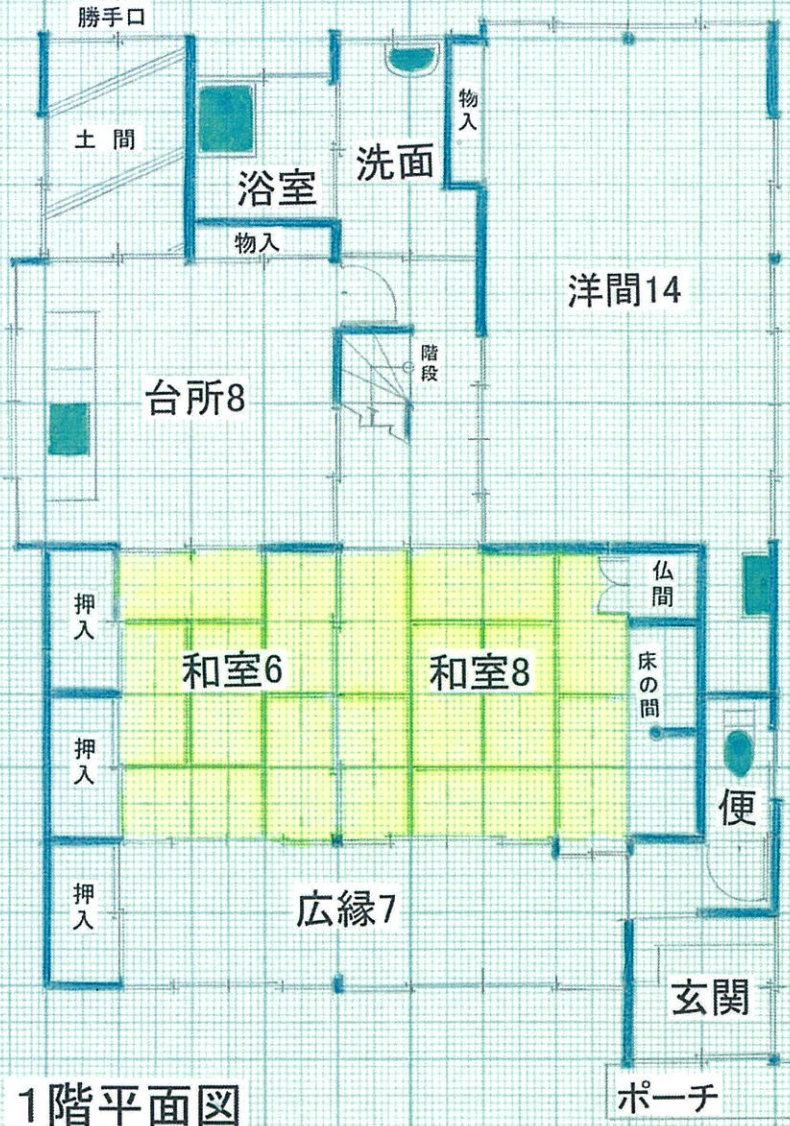 勝手口
土間
浴室
洗面
物入
物入
洋間14
台所8
階段
押入
和室6
和室8
仏間
床の間
押入
便
押入
広縁7
玄関
ポーチ
1階平面図